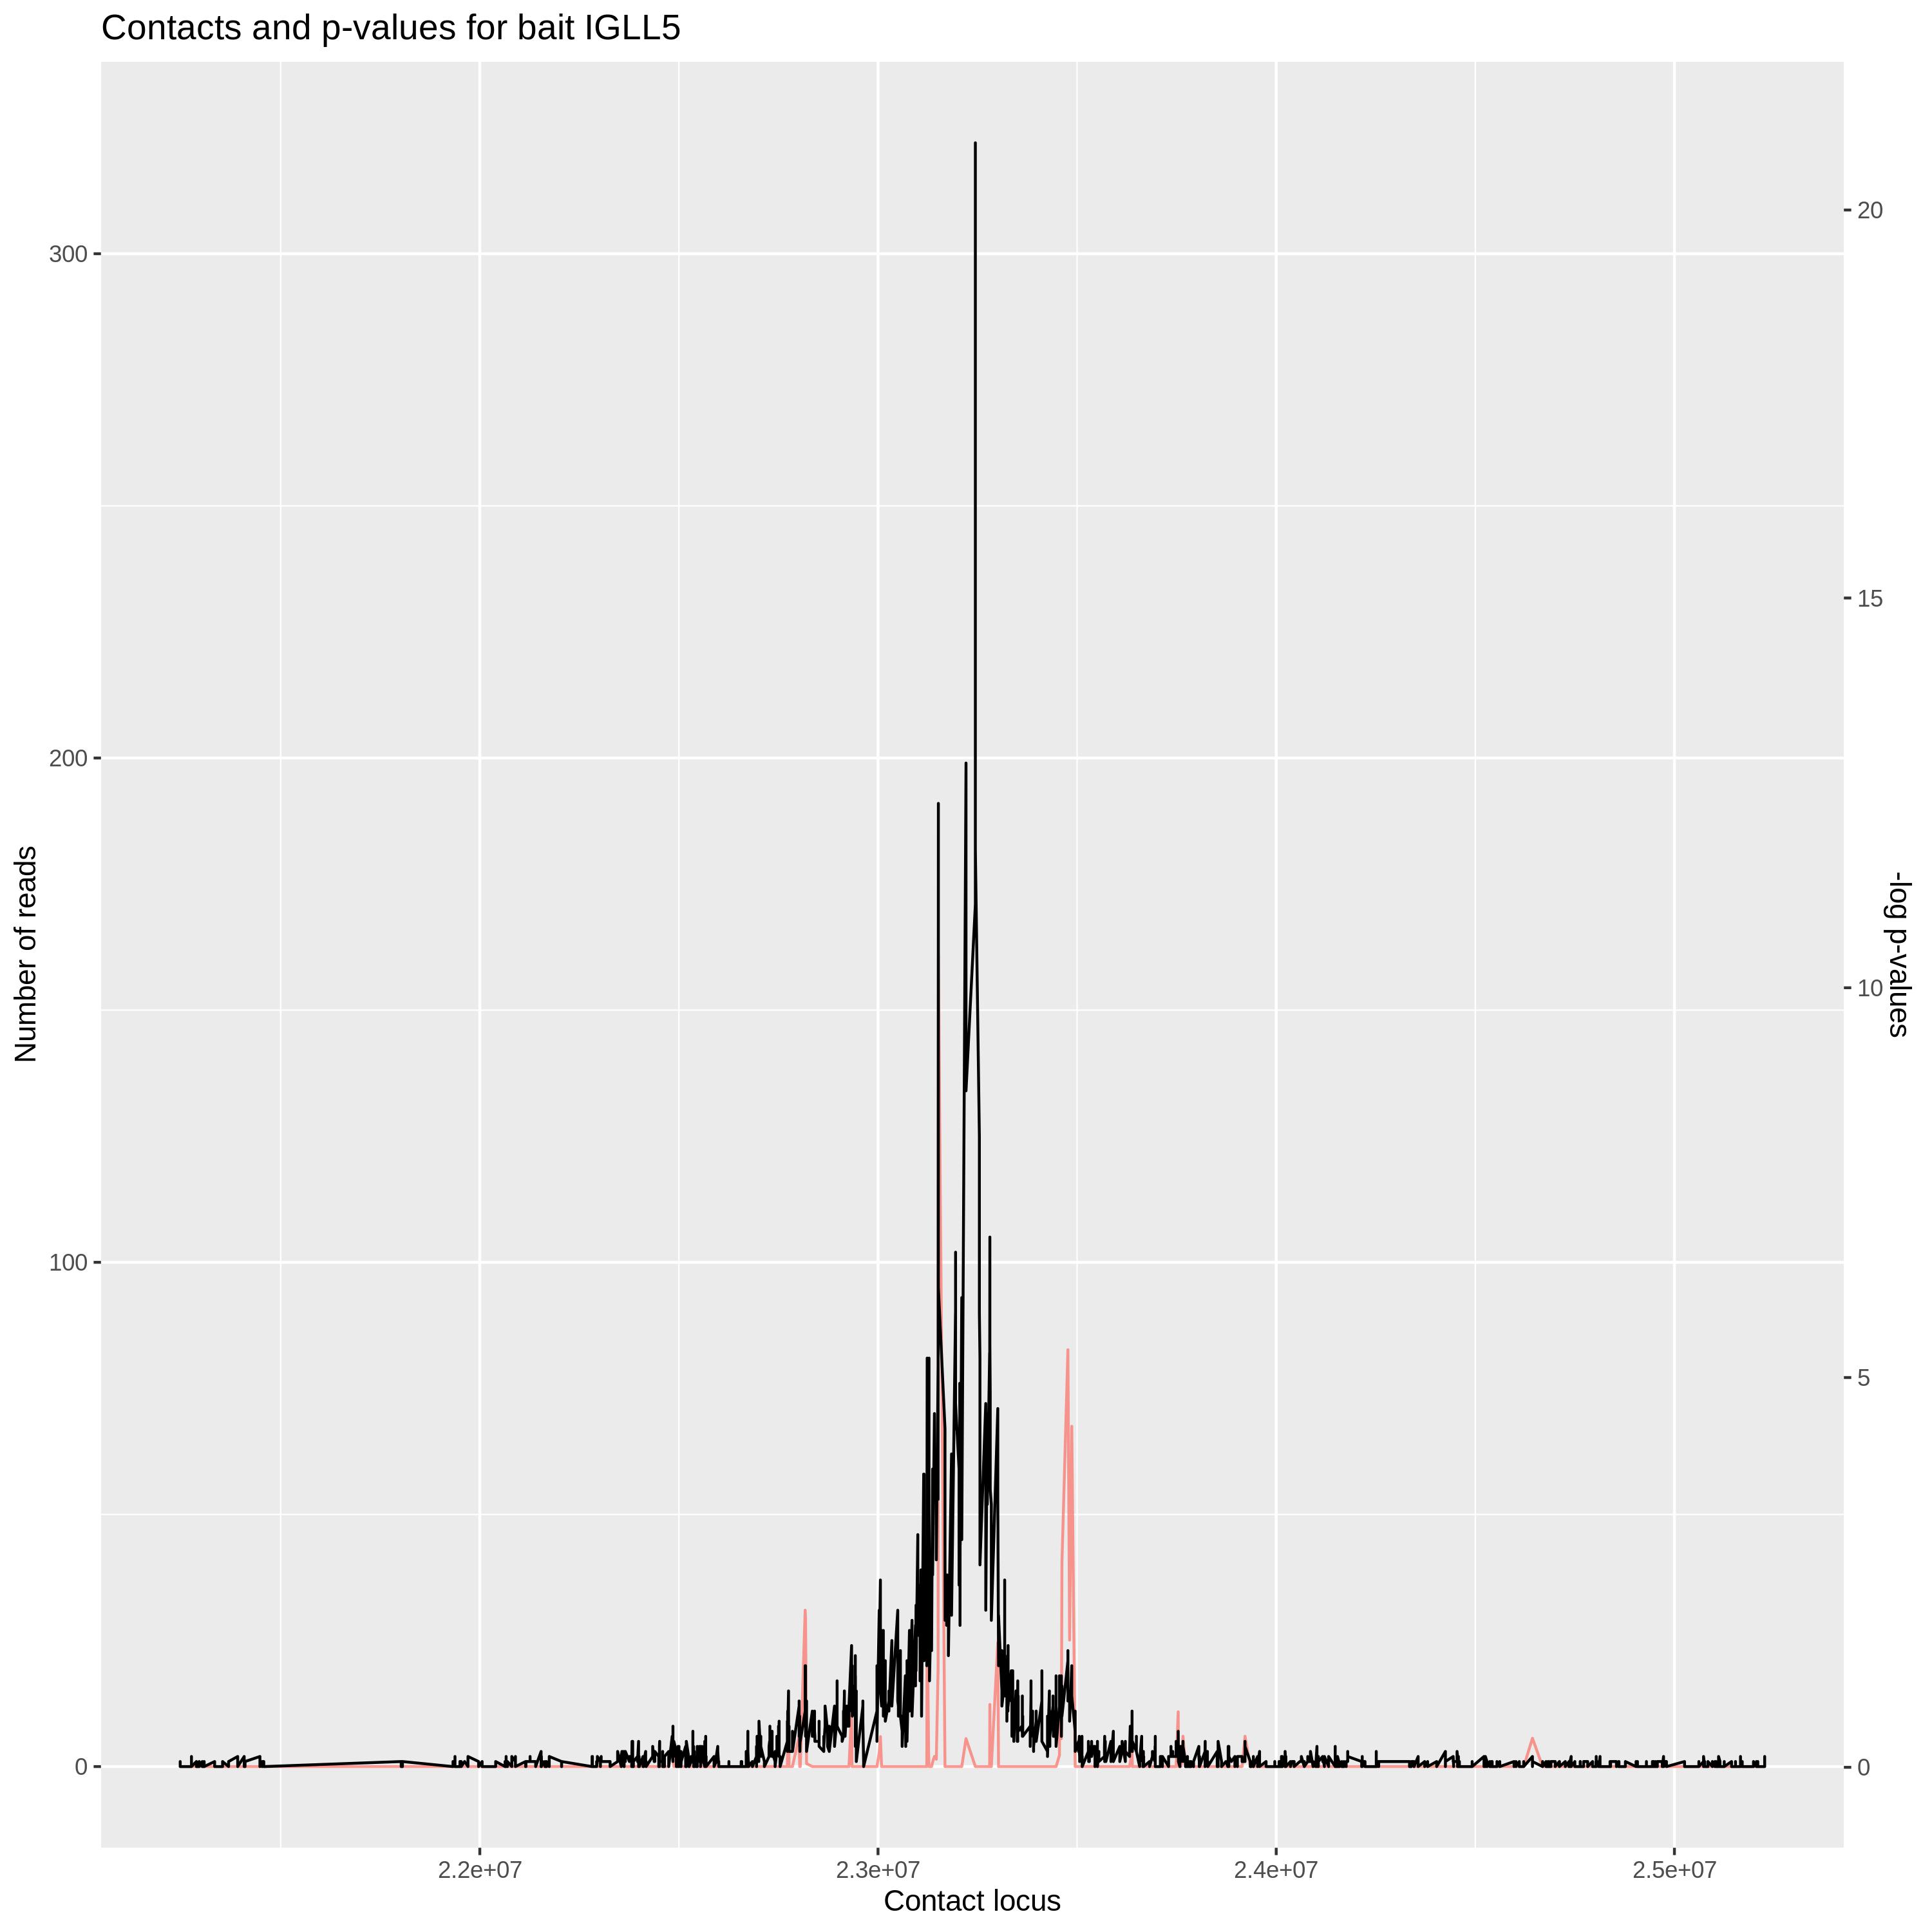 Contacts and p-values for bait IGLL5
300
200
100
0
Number of reads
20
15
10
5
0
-log p-values
2.2e+07
2.3e+07
2.4e+07
2.5e+07
Contact locus